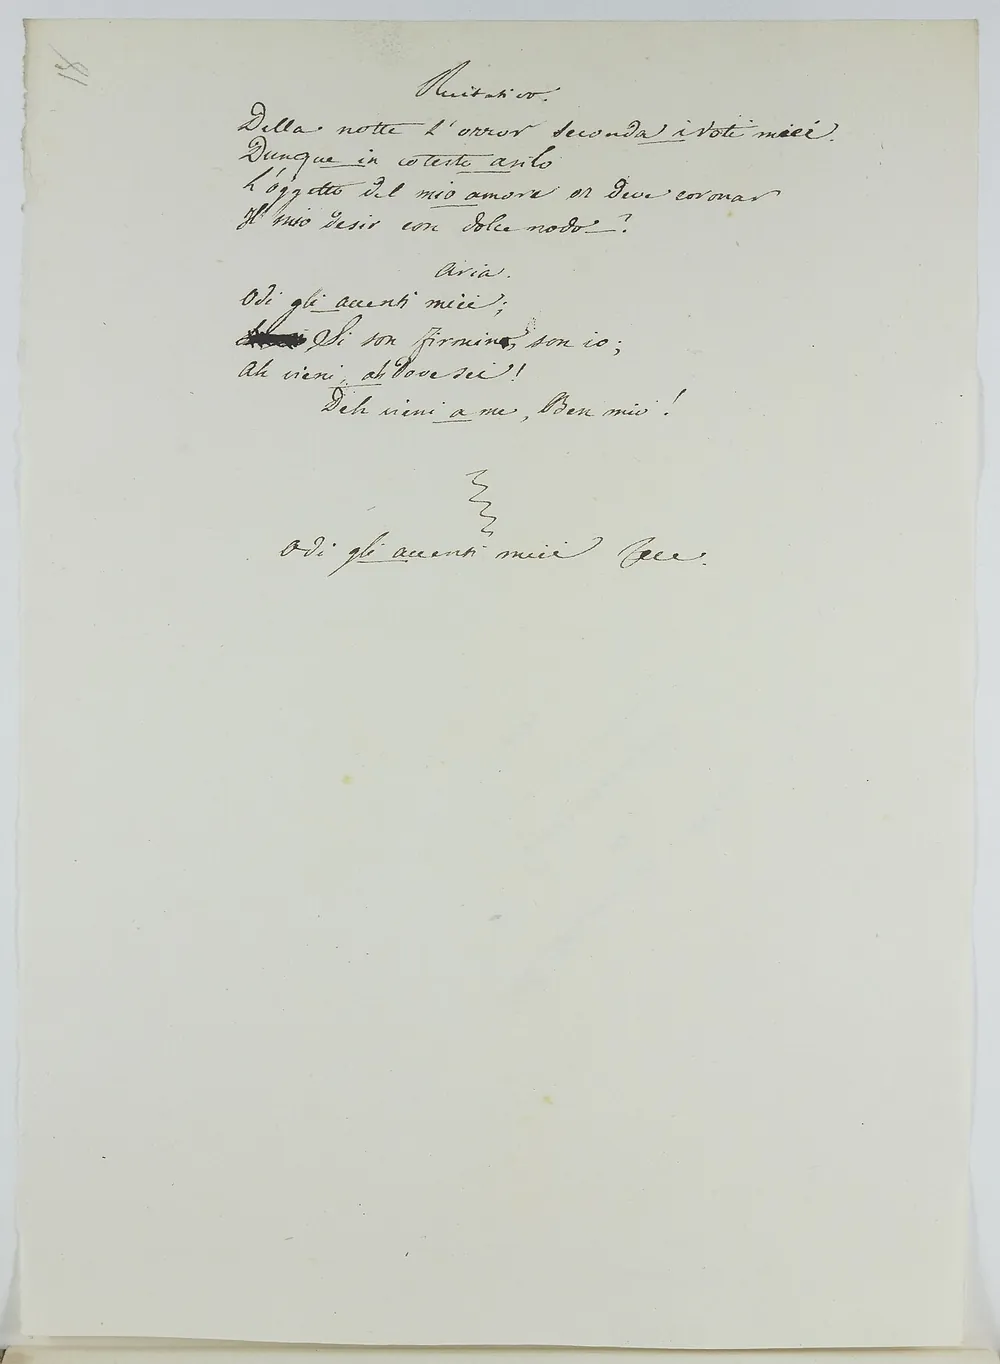 18
Recitativo.
Della notte l'orror seconda i voti miei.
Dunque in cotesto asilo
L'oggetto del mio amore or deve coronar
Il mio desir con dolce nodo?
Aria.
Odi gli accenti miei;
Si son Firmino, son io;
Ah vieni, ah dove sei!
Deh vieni a me, Ben mio!
Odi gli accenti miei